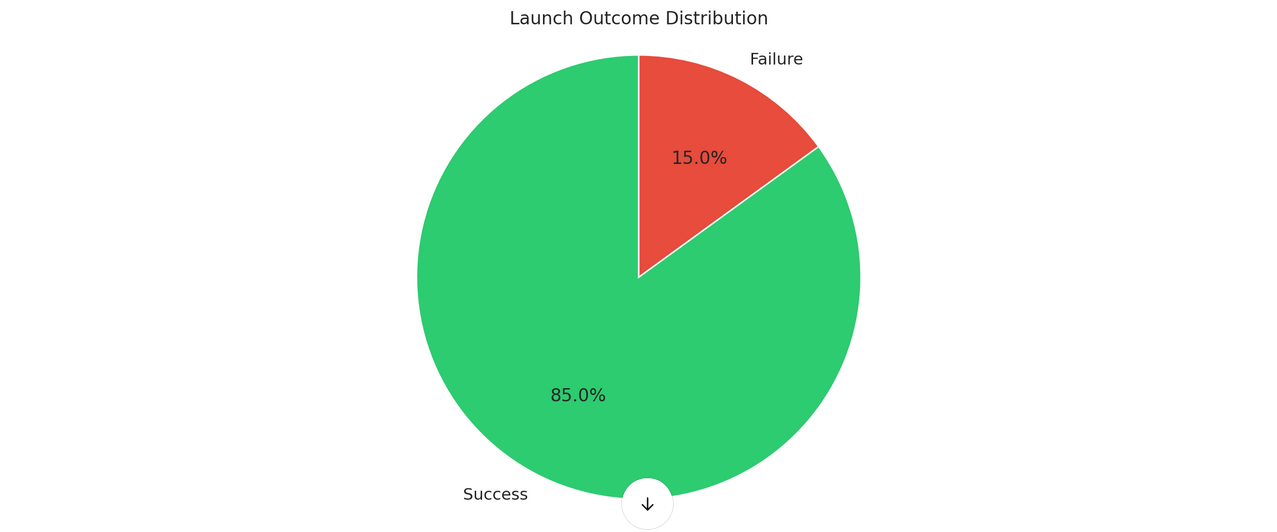 Launch Outcome Distribution
Failure
15.0%
85.0%
Success